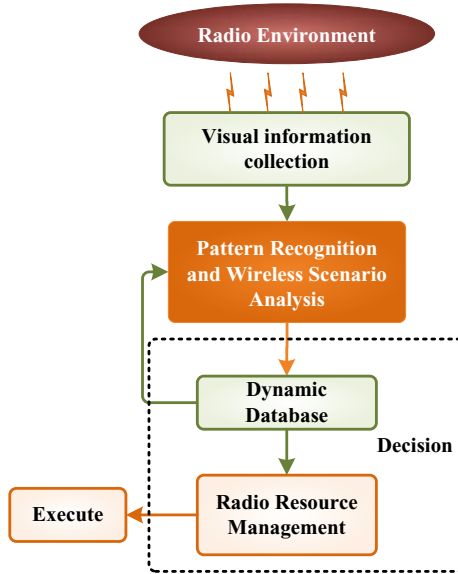 Radio Environment
Visual information
collection
Pattern Recognition
and Wireless Scenario
Analysis
Dynamic
Database
Decision
Radio Resource
Management
Execute